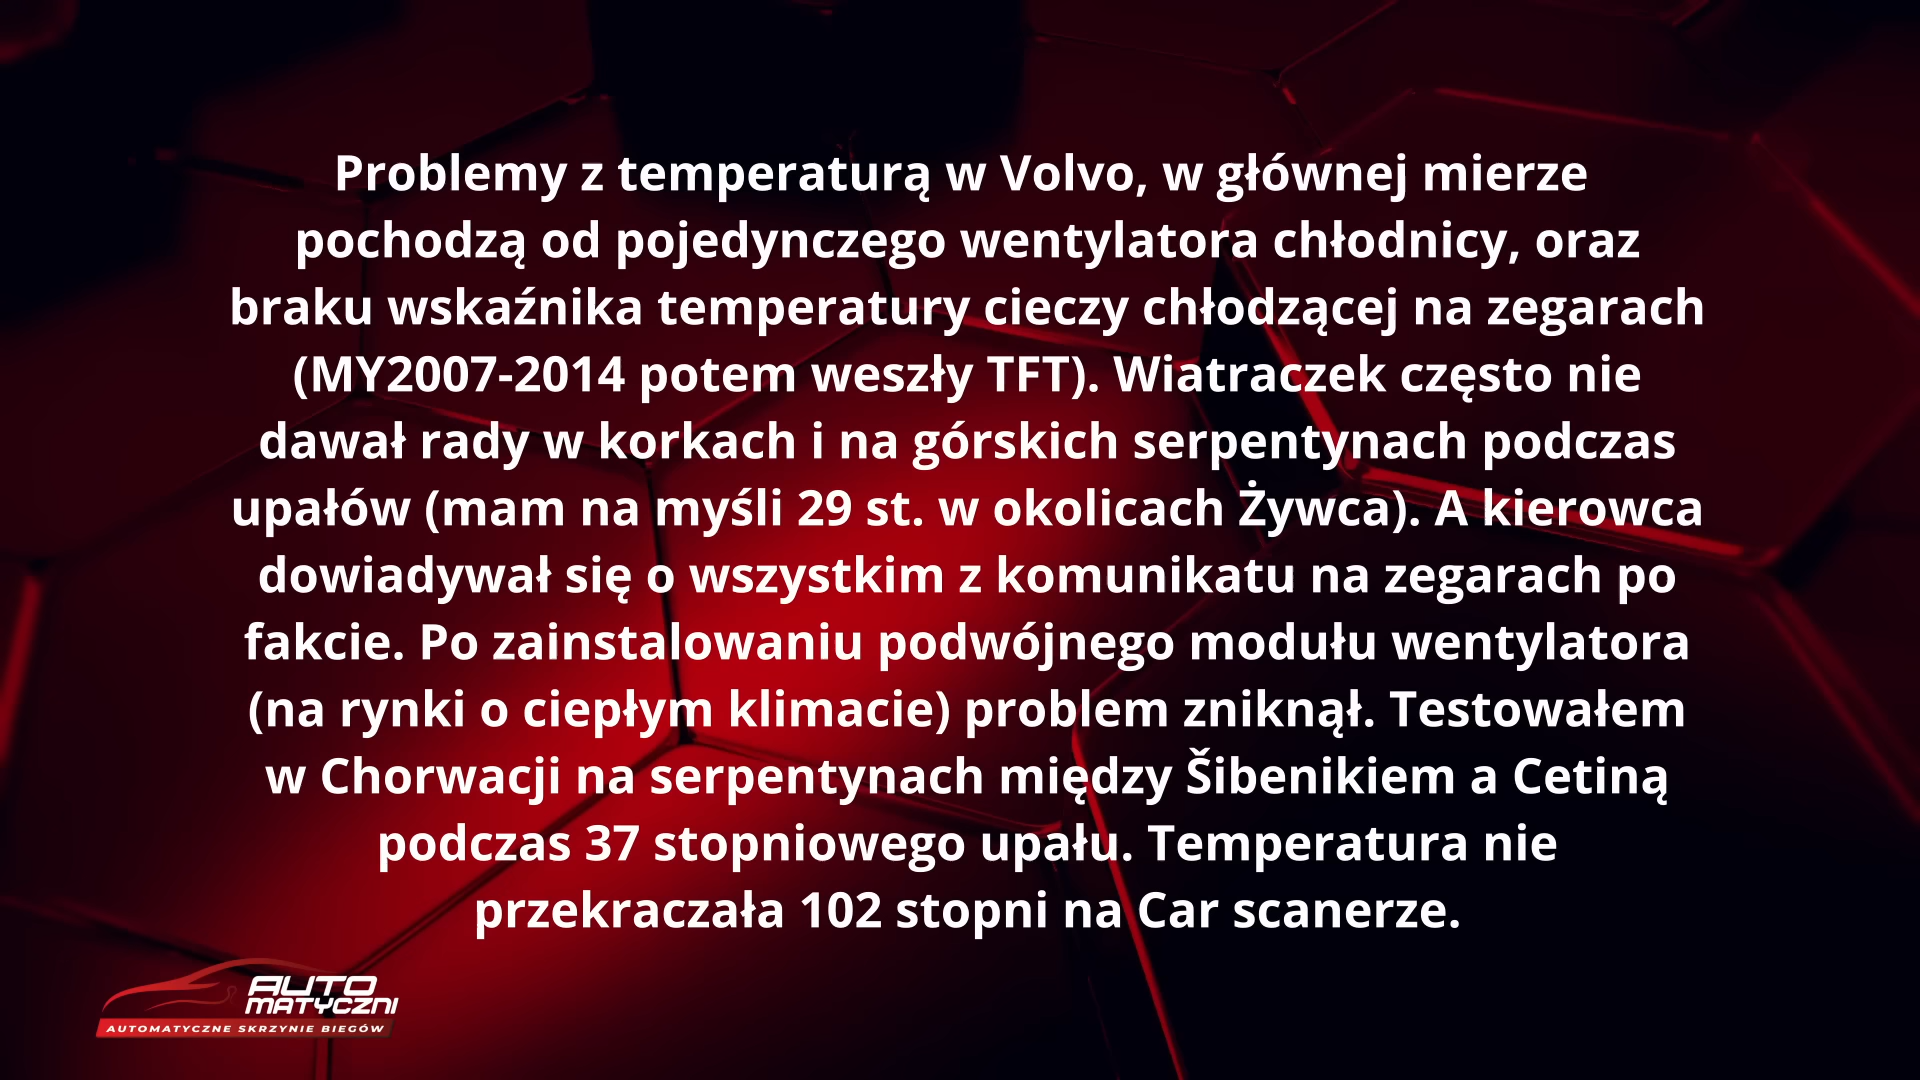 Problemy z temperaturą w Volvo, w głównej mierze
pochodzą od pojedynczego wentylatora chłodnicy, oraz
braku wskaźnika temperatury cieczy chłodzącej na zegarach
(MY2007-2014 potem weszły TFT). Wiatraczek często nie
dawał rady w korkach i na górskich serpentynach podczas
upałów (mam na myśli 29 st. w okolicach Żywca). A kierowca
dowiadywał się o wszystkim z komunikatu na zegarach po
fakcie. Po zainstalowaniu podwójnego modułu wentylatora
(na rynki o ciepłym klimacie) problem zniknął. Testowałem
w Chorwacji na serpentynach między Šibenikiem a Cetiną
podczas 37 stopniowego upału. Temperatura nie
przekraczała 102 stopni na Car scanerze.
AUTO
MATYCZNI
AUTOMATYCZNE SKRZYNIE BIEGÓW